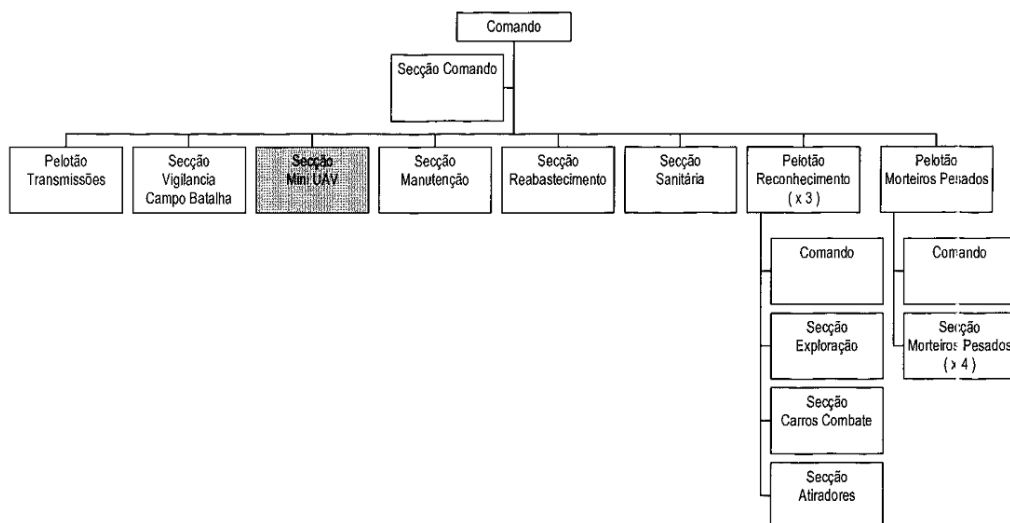 Comando
Secção Comando
Pelotão
Transmissões
Secção
Vigilancia
Campo Batalha
Secção
Mini UAV
Secção
Manutenção
Secção
Reabastecimento
Secção
Sanitária
Pelotão
Reconhecimento
( x 3 )
Pelotão
Morteiros Pesados
Comando
Secção
Exploração
Secção
Carros Combate
Secção
Atiradores
Comando
Secção
Morteiros Pesados
( x 4 )